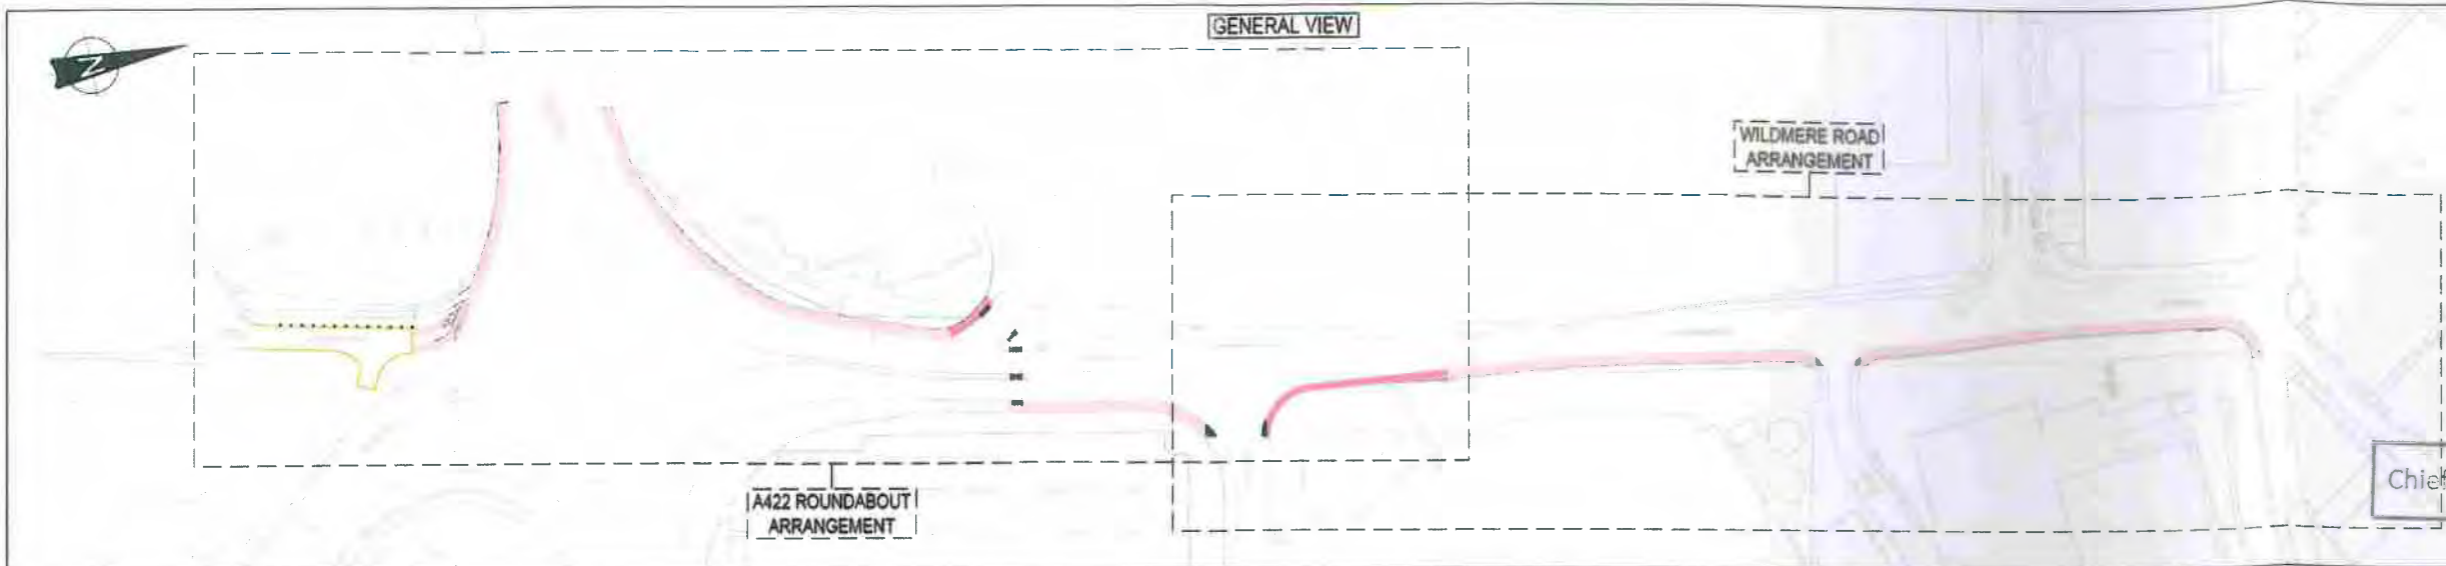 GENERAL VIEW
Z
WILDMERE ROAD
ARRANGEMENT
A422 ROUNDABOUT
ARRANGEMENT